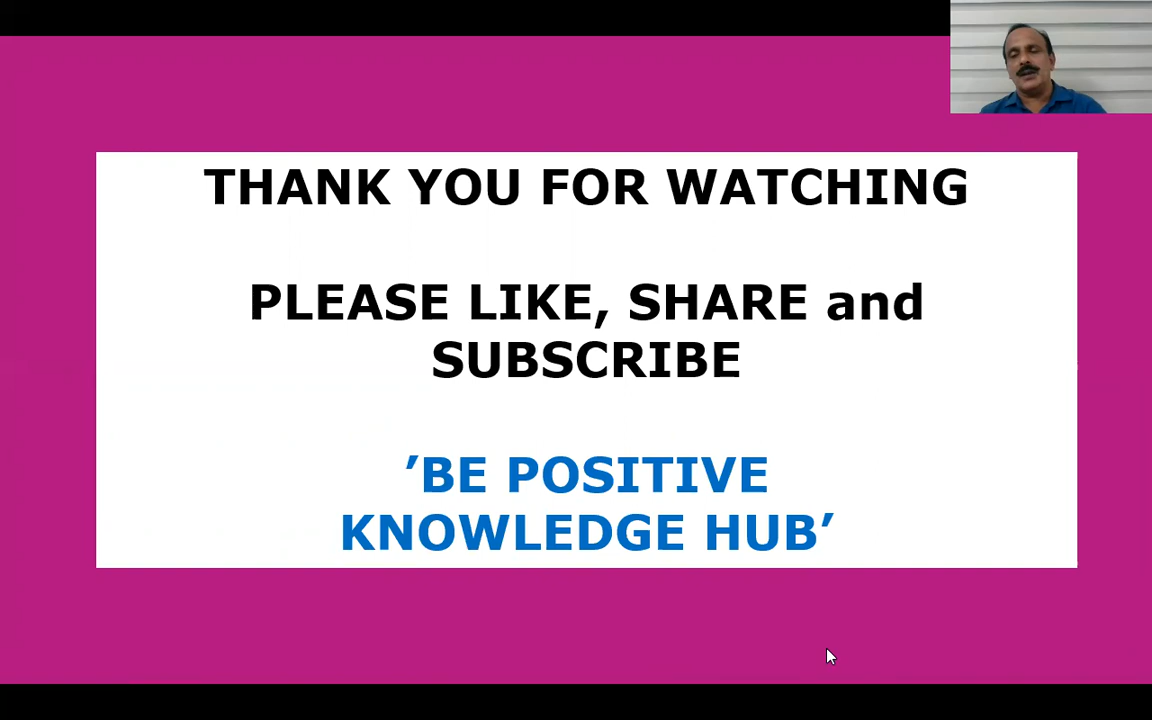 THANK YOU FOR WATCHING
PLEASE LIKE, SHARE and
SUBSCRIBE
’BE POSITIVE
KNOWLEDGE HUB’